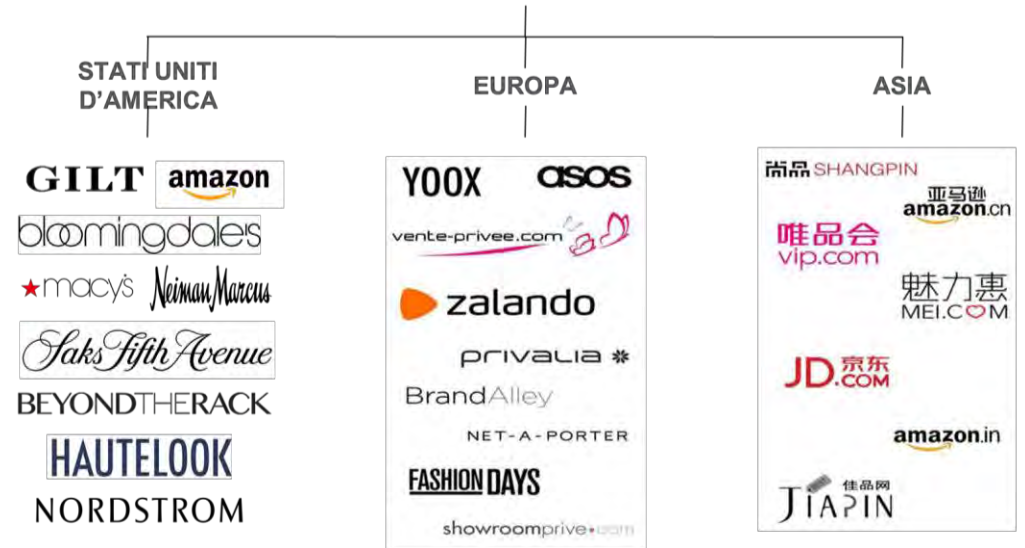 STATI UNITI
D'AMERICA
GILT
amazon
bloomingdale's
macy's
Neiman Marcus
Saks Fifth Avenue
BEYONDTHERACK
HAUTELOOK
NORDSTROM
EUROPA
YOOX
asos
vente-privee.com
zalando
PRIVALIA
BrandAlley
NET-A-PORTER
FASHION DAYS
showroomprive.com
ASIA
尚品 SHANGPIN
亚马逊
amazon.cn
唯品会
vip.com
魅力惠
MEI.COM
JD京东.COM
amazon.in
佳品网
JIAPIN